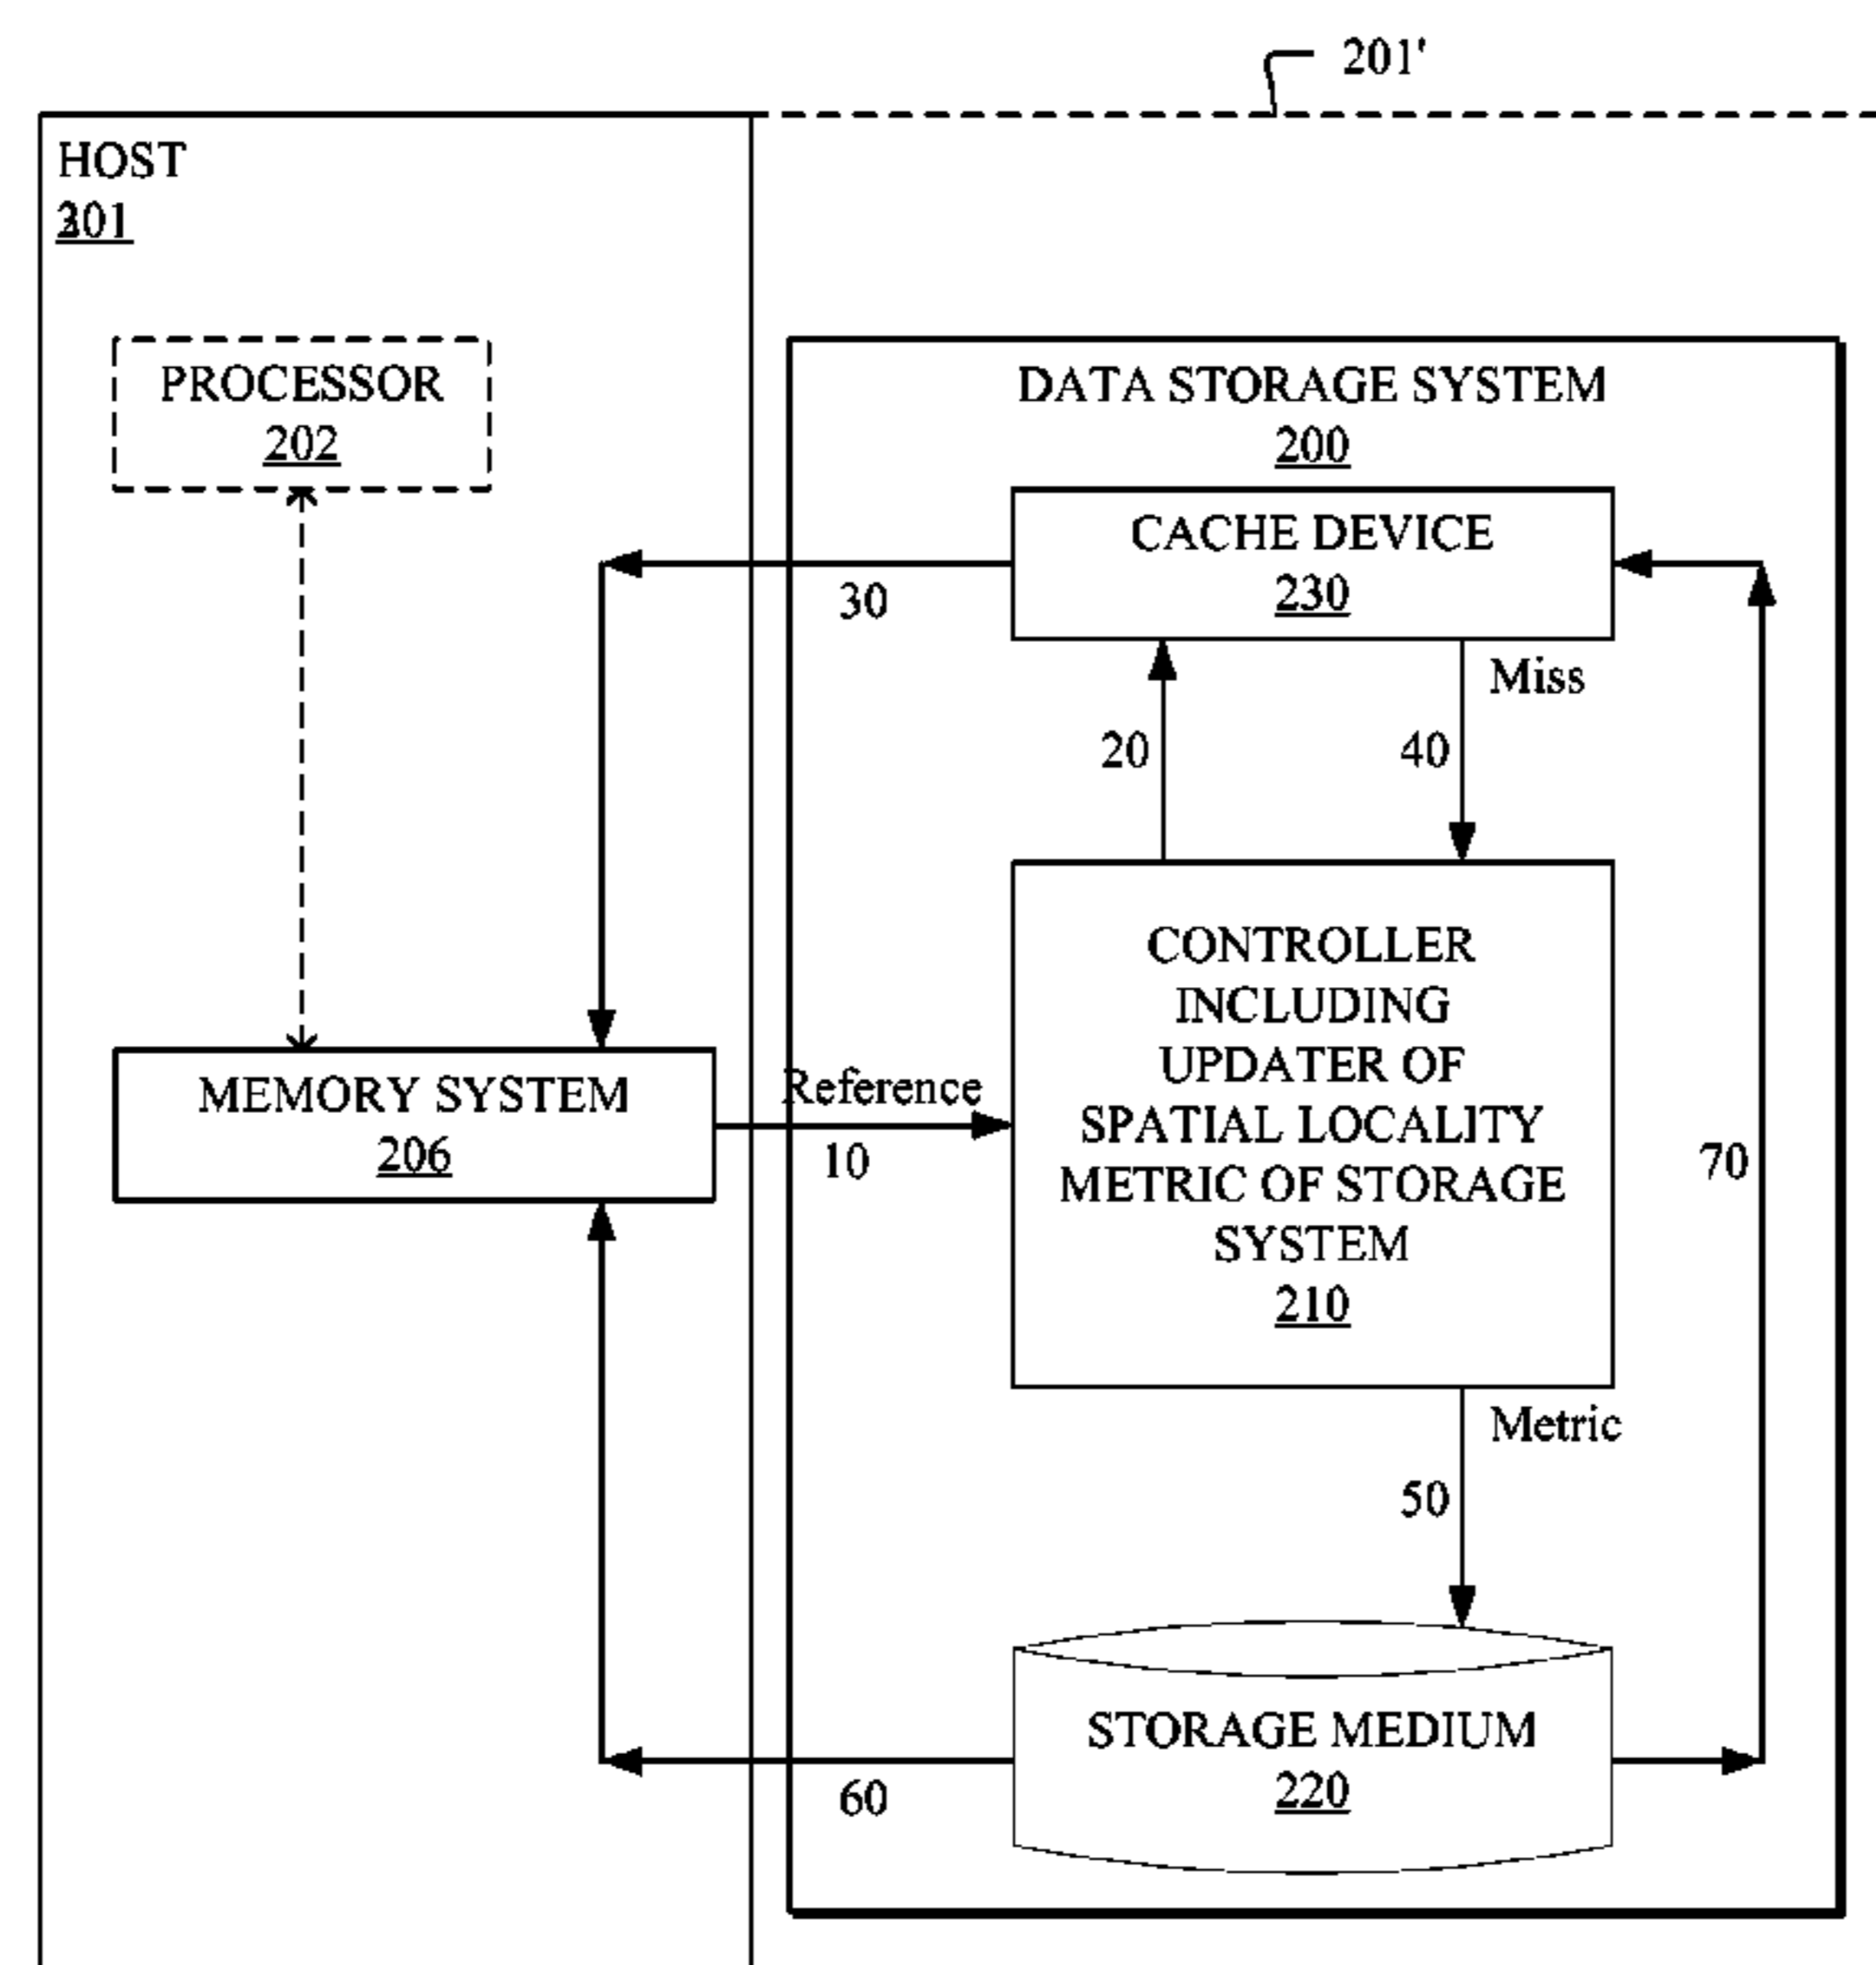 201'
HOST
201
PROCESSOR
202
DATA STORAGE SYSTEM
200
CACHE DEVICE
230
30
Miss
20
40
CONTROLLER
INCLUDING
UPDATER OF
SPATIAL LOCALITY
METRIC OF STORAGE
SYSTEM
210
MEMORY SYSTEM
206
Reference
10
70
Metric
50
STORAGE MEDIUM
220
60